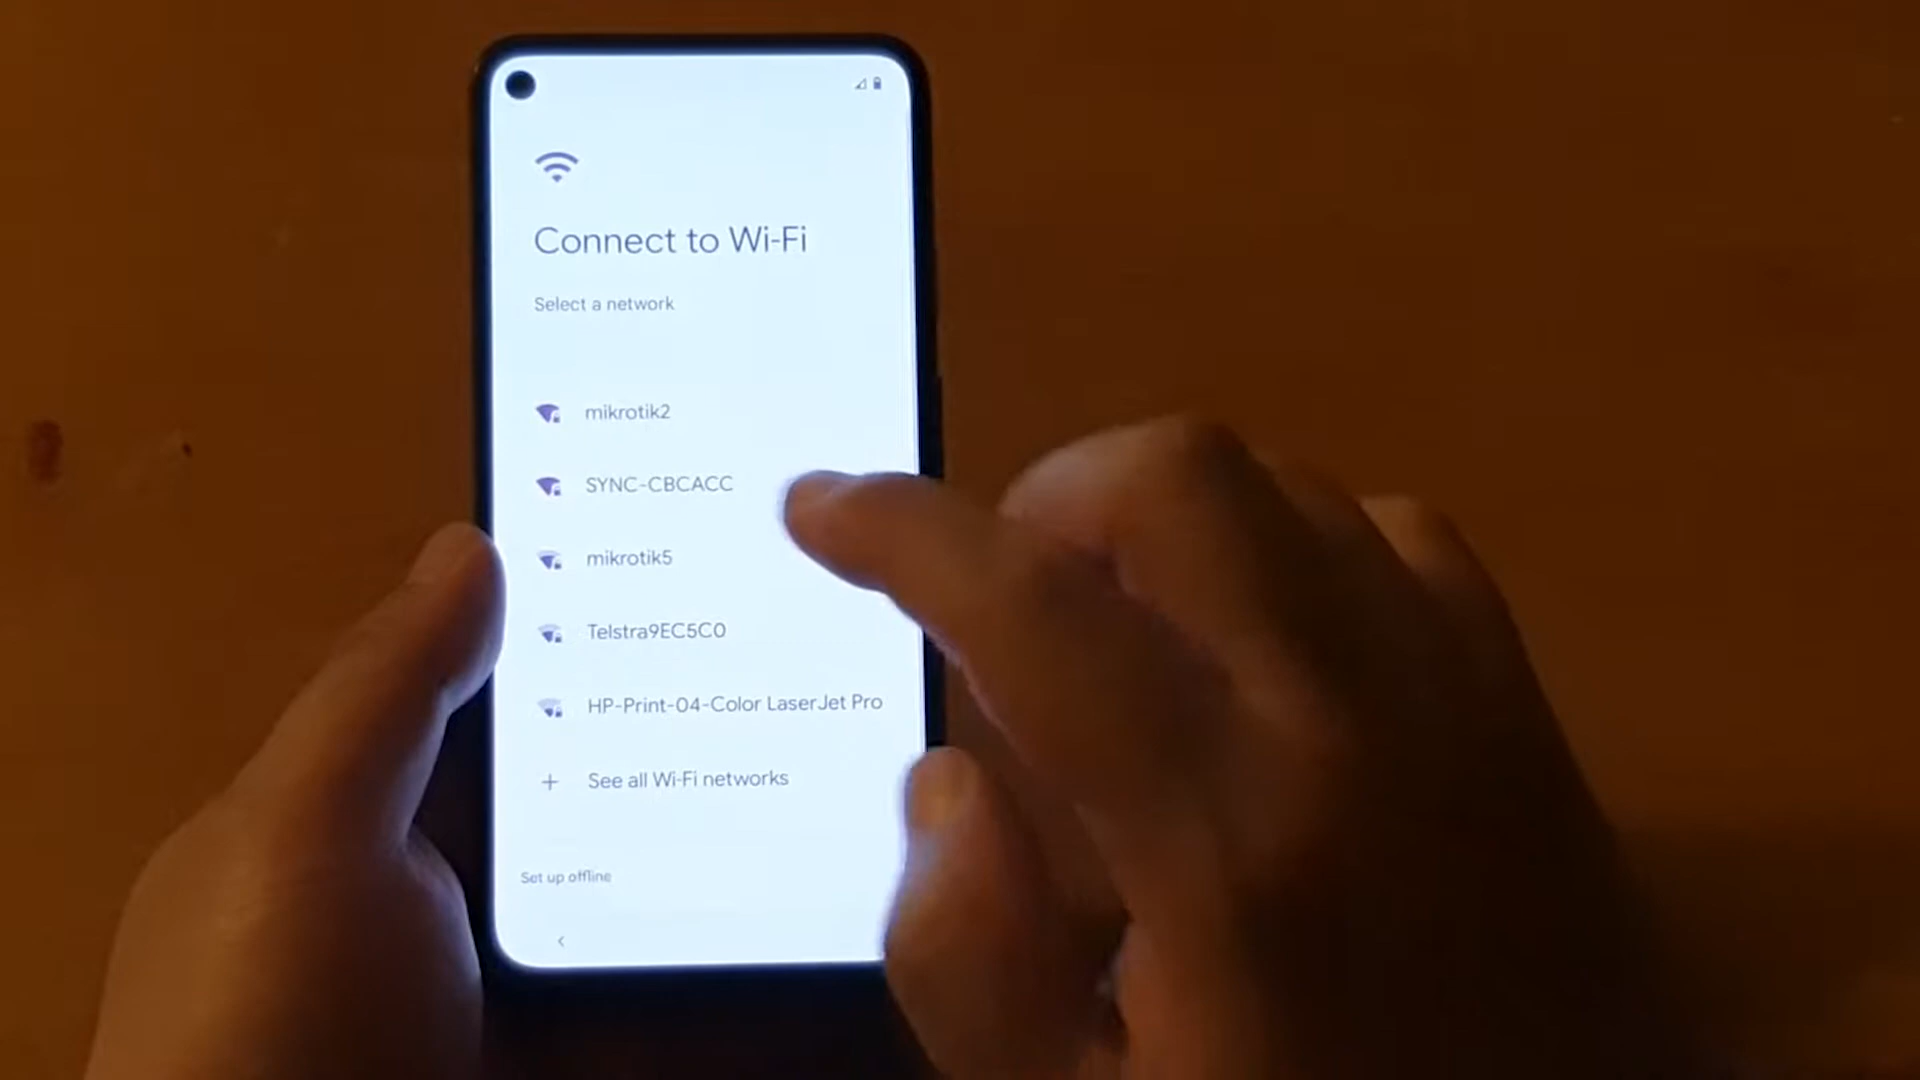 Connect to Wi-Fi
Select a network
mikrotik2
SYNC-CBCACC
mikrotik5
Telstra9EC5C0
HP-Print-04-Color LaserJet Pro
See all Wi-Fi networks
Set up offline